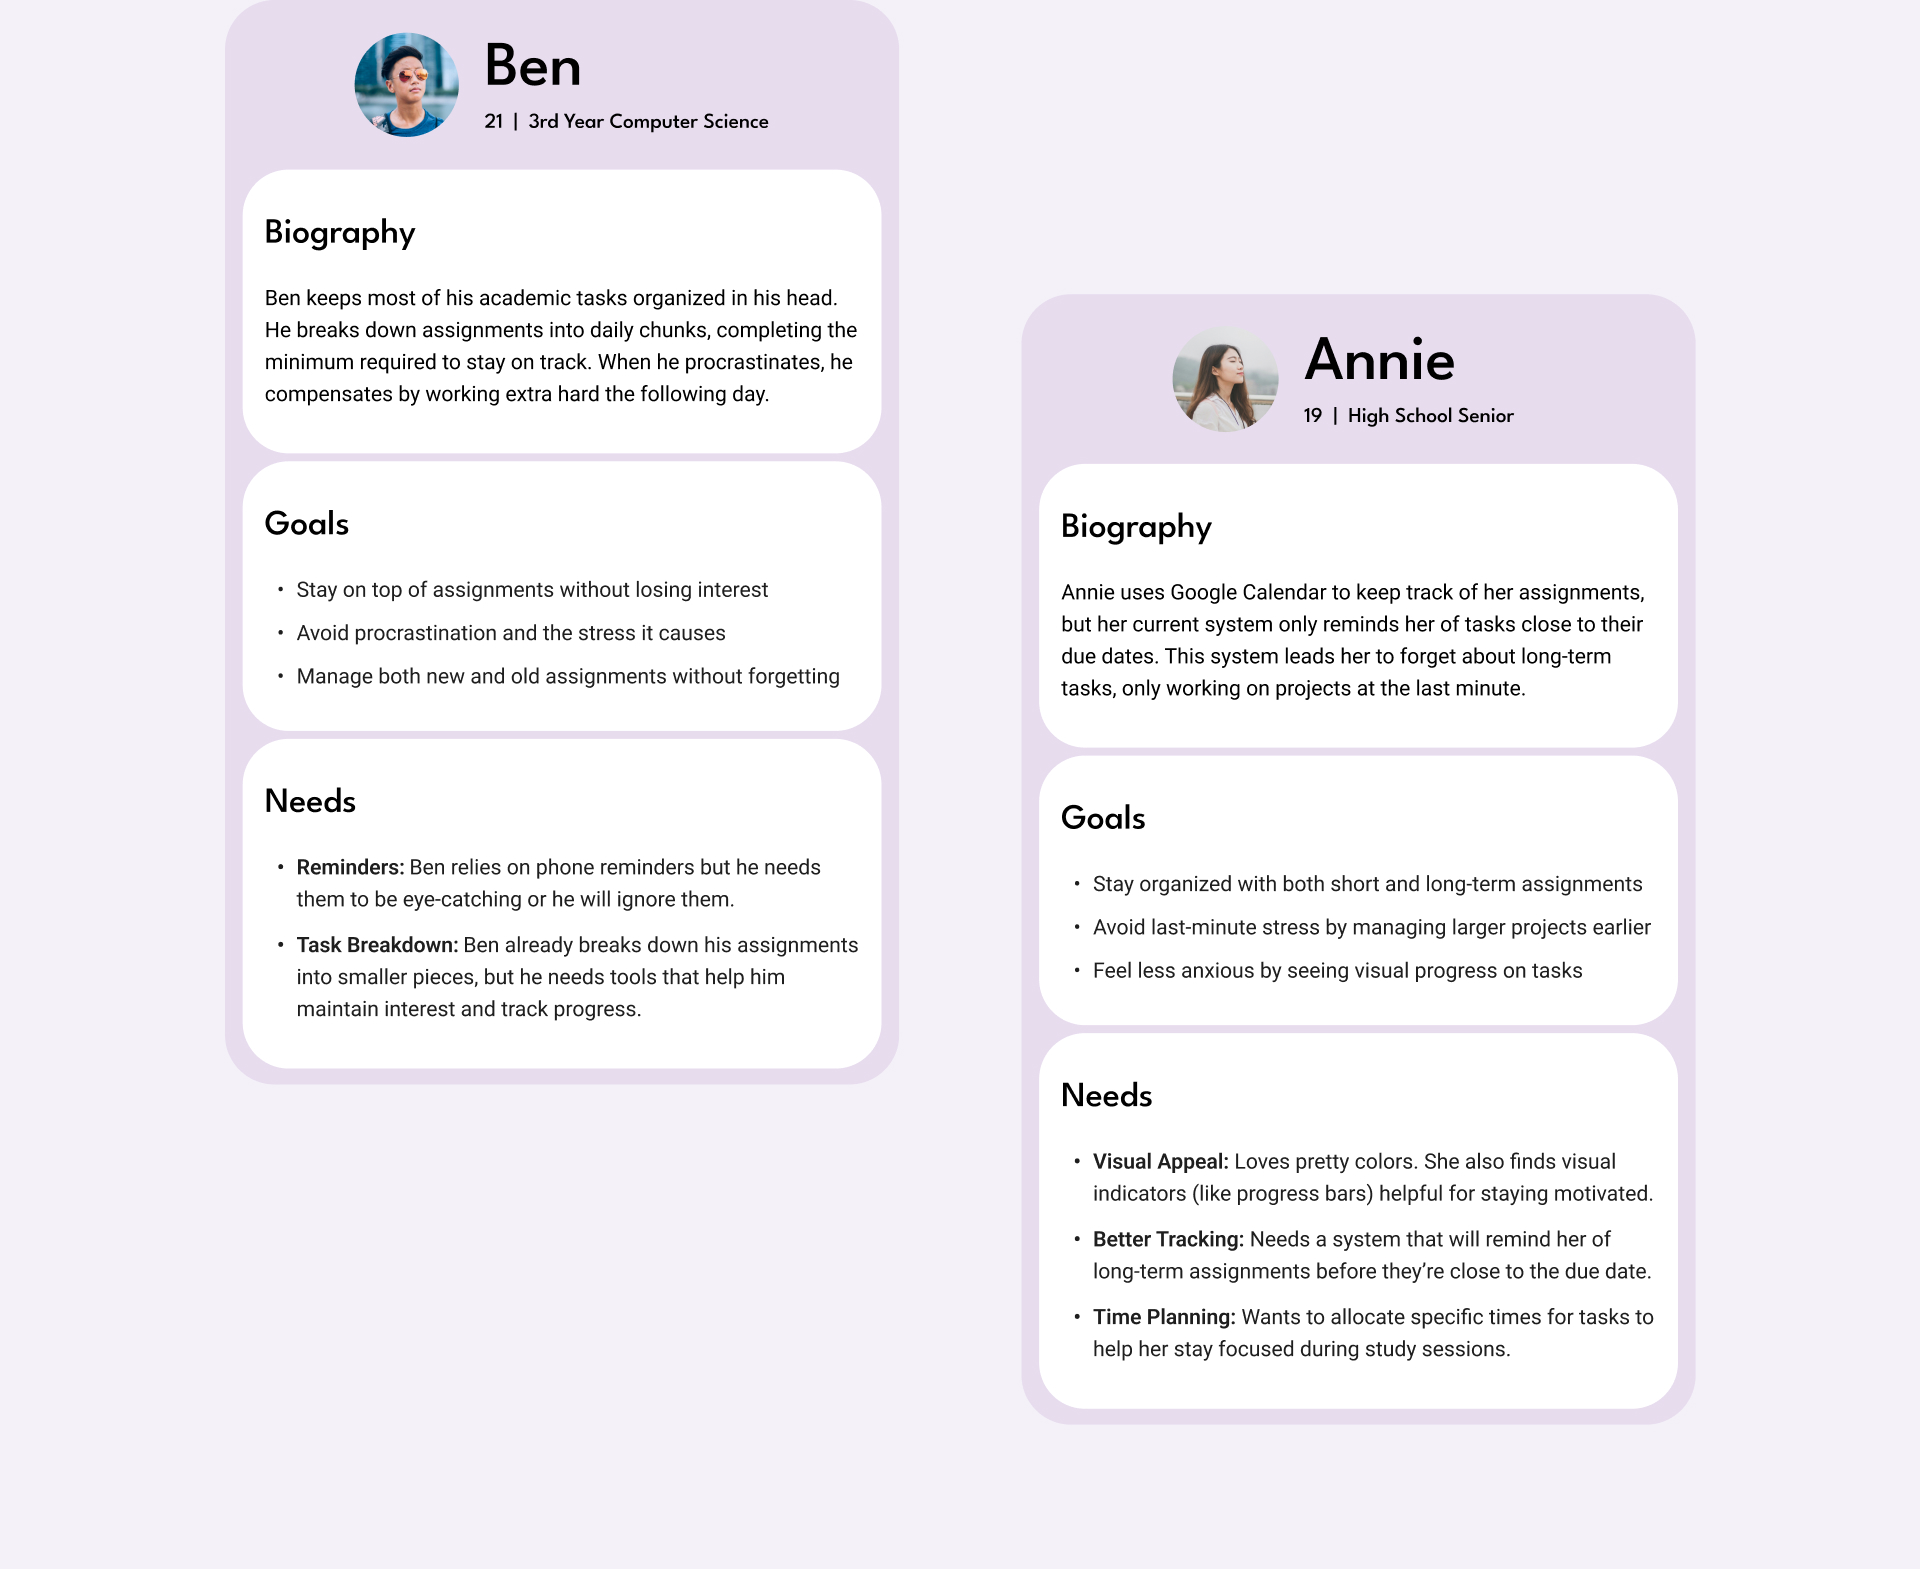 Ben
21 | 3rd Year Computer Science
Biography
Ben keeps most of his academic tasks organized in his head.
He breaks down assignments into daily chunks, completing the
minimum required to stay on track. When he procrastinates, he
compensates by working extra hard the following day.
Goals
• Stay on top of assignments without losing interest
• Avoid procrastination and the stress it causes
• Manage both new and old assignments without forgetting
Needs
• Reminders: Ben relies on phone reminders but he needs
them to be eye-catching or he will ignore them.
• Task Breakdown: Ben already breaks down his assignments
into smaller pieces, but he needs tools that help him
maintain interest and track progress.
Annie
19 | High School Senior
Biography
Annie uses Google Calendar to keep track of her assignments,
but her current system only reminds her of tasks close to their
due dates. This system leads her to forget about long-term
tasks, only working on projects at the last minute.
Goals
• Stay organized with both short and long-term assignments
• Avoid last-minute stress by managing larger projects earlier
• Feel less anxious by seeing visual progress on tasks
Needs
• Visual Appeal: Loves pretty colors. She also finds visual
indicators (like progress bars) helpful for staying motivated.
• Better Tracking: Needs a system that will remind her of
long-term assignments before they’re close to the due date.
• Time Planning: Wants to allocate specific times for tasks to
help her stay focused during study sessions.